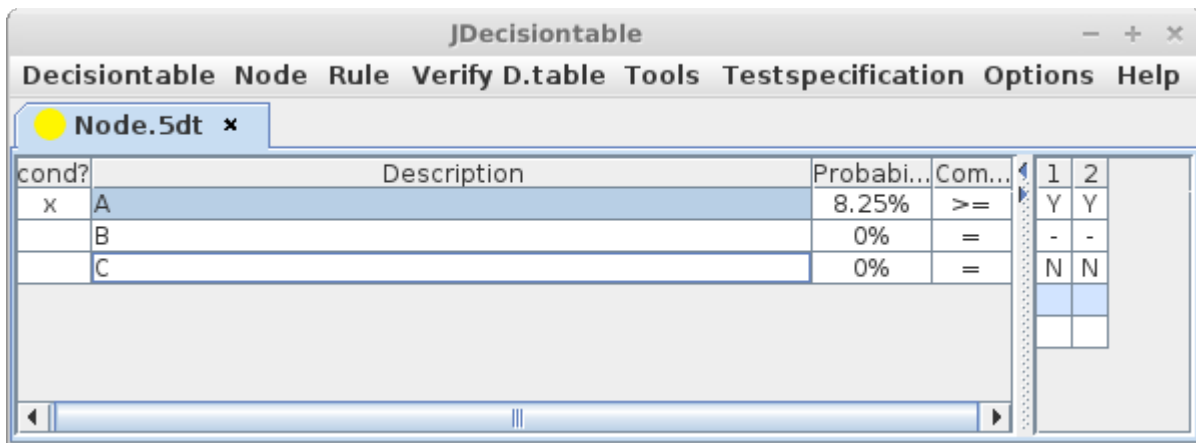 JDecisiontable
Decisiontable Node Rule Verify D.table Tools Testspecification Options Help
Node.5dt
cond? Description Probabi... Com... 1 2
x A 8.25% >= Y Y
B 0% = - -
C 0% = N N